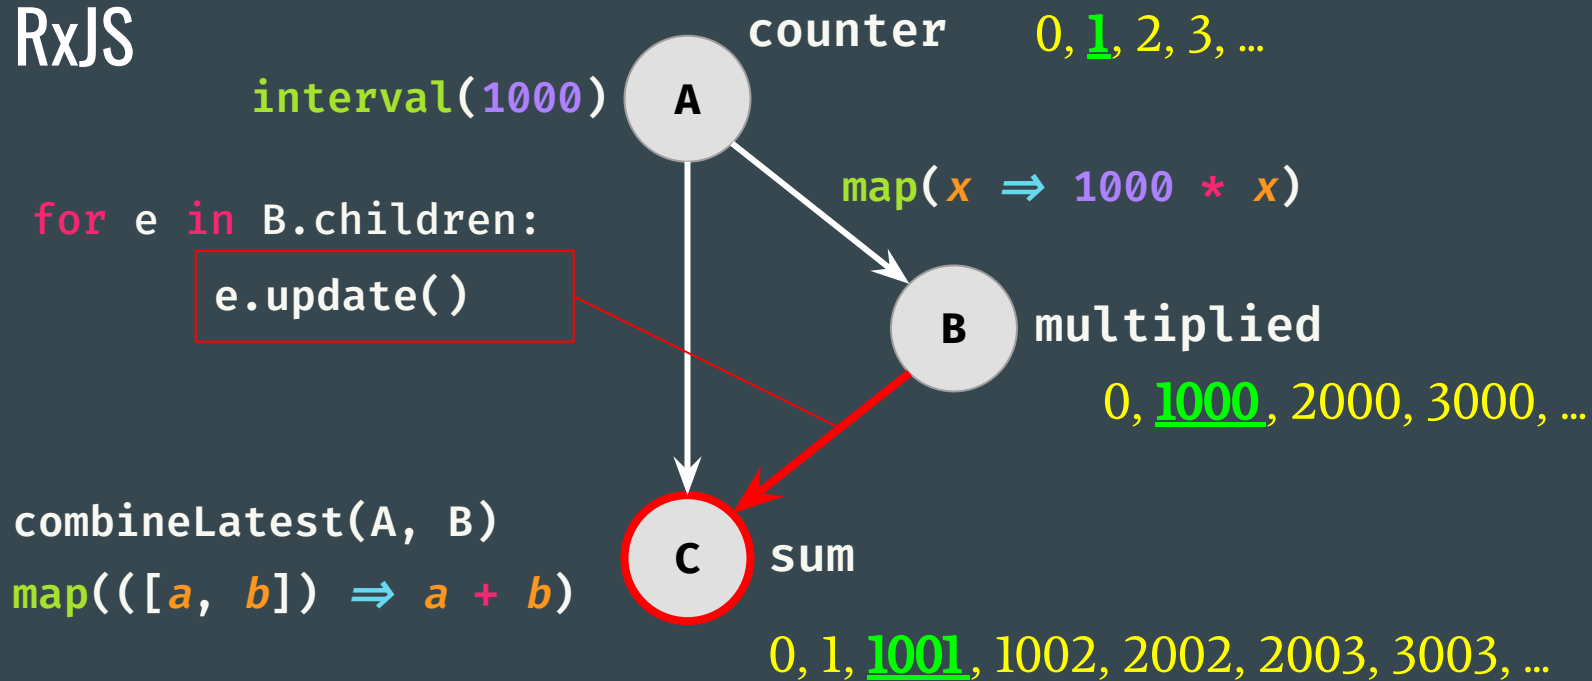 RxJS
counter
0, 1, 2, 3, ...
interval(1000)
A
map(x ⇒ 1000 * x)
for e in B.children:
e.update()
B
multiplied
0, 1000, 2000, 3000, ...
combineLatest(A, B)
map(([a, b]) ⇒ a + b)
C
sum
0, 1, 1001, 1002, 2002, 2003, 3003, ...